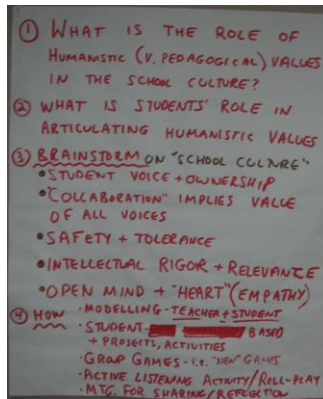 ① WHAT IS THE ROLE OF
HUMANISTIC (V. PEDAGOGICAL) VALUES
IN THE SCHOOL CULTURE?
② WHAT IS STUDENTS' ROLE IN
ARTICULATING HUMANISTIC VALUES
③ BRAINSTORM ON "SCHOOL CULTURE"
• STUDENT VOICE + OWNERSHIP
• "COLLABORATION" IMPLIES VALUE
OF ALL VOICES
• SAFETY + TOLERANCE
• INTELLECTUAL RIGOR + RELEVANCE
• OPEN MIND + "HEART" (EMPATHY)
④ HOW • MODELLING - TEACHER + STUDENT
• STUDENT- BASED
+ PROJECTS, ACTIVITIES
• GROUP GAMES - i.e. "NEW" GAMES
• ACTIVE LISTENING ACTIVITY/ROLL-PLAY
• MTG. FOR SHARING/REFLECTION